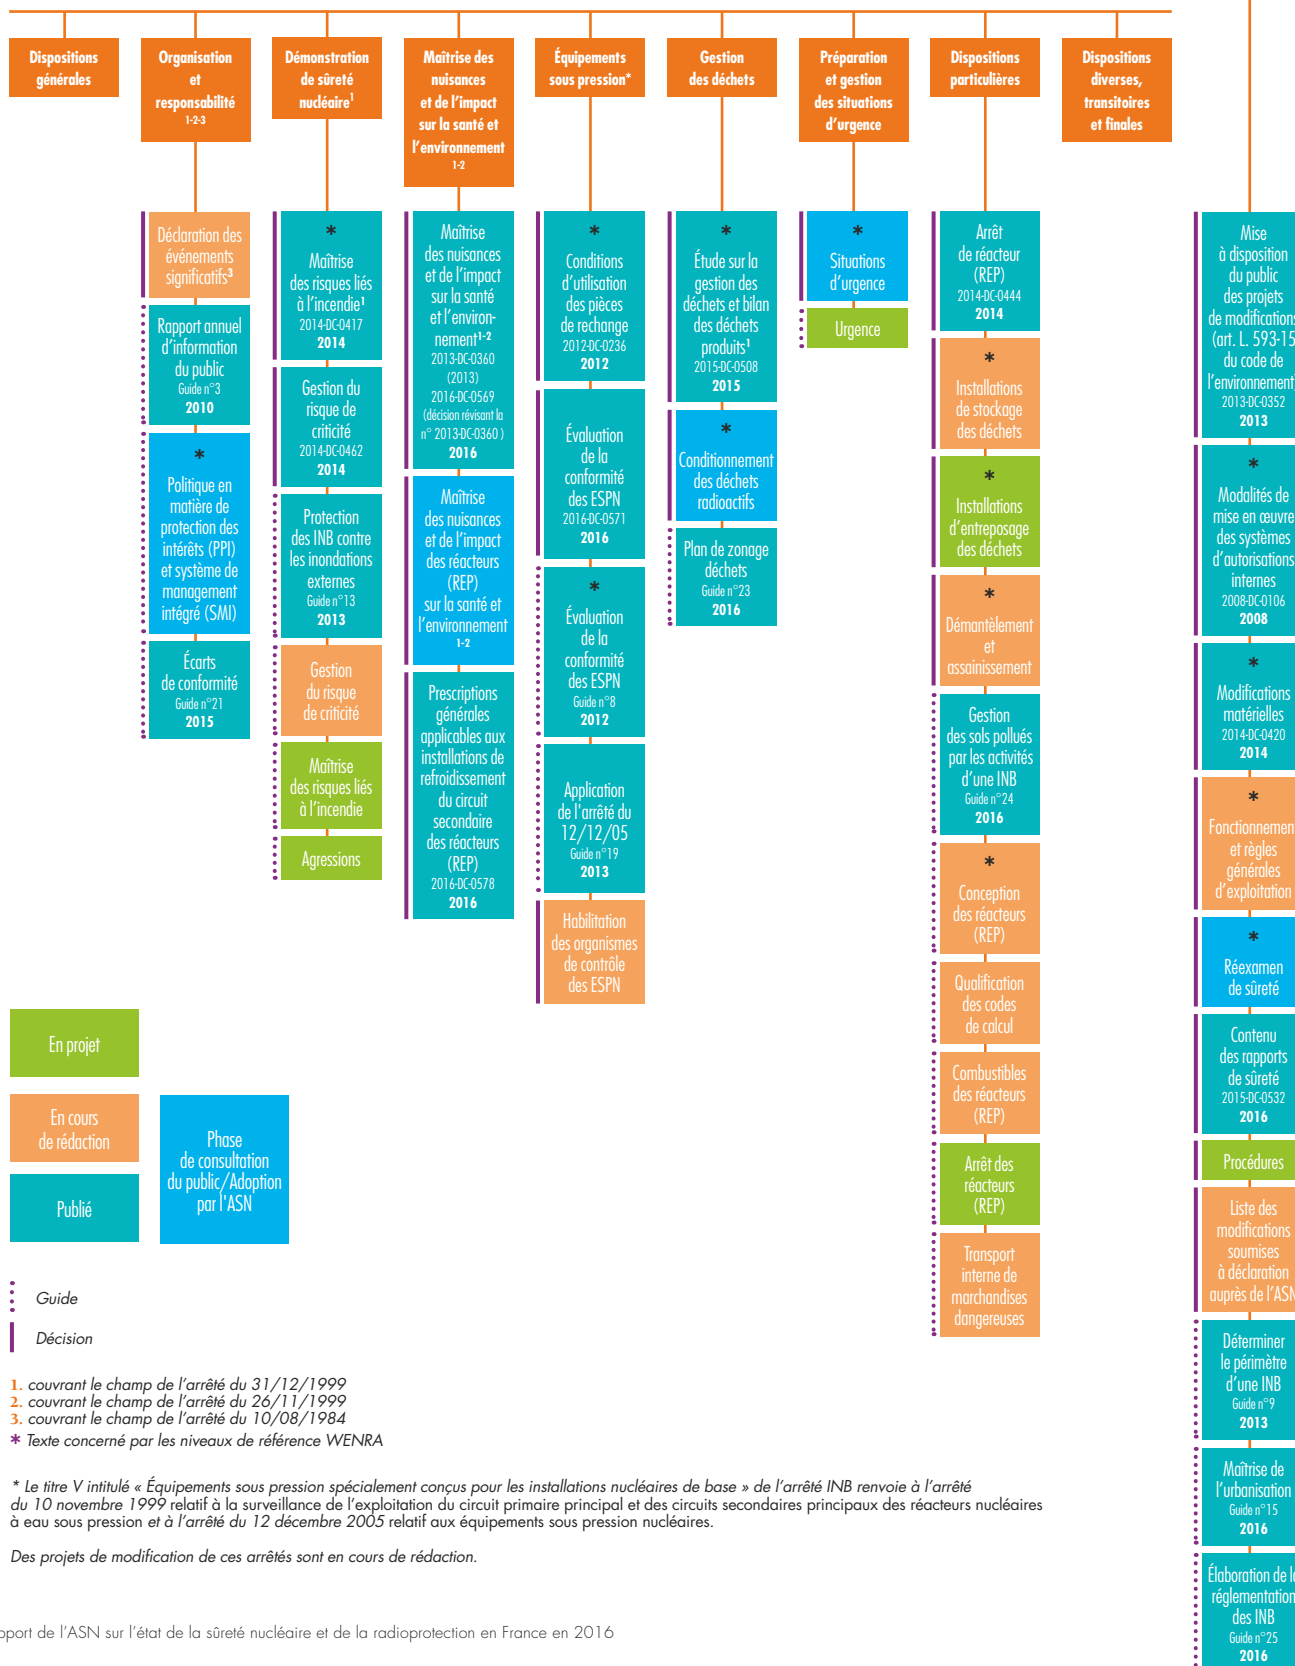 Dispositions
générales
Organisation
et
responsabilité
1-2-3
Démonstration
de sûreté
nucléaire1
Maîtrise des
nuisances
et de l'impact
sur la santé et
l'environnement
1-2
Équipements
sous pression*
Gestion
des déchets
Préparation
et gestion
des situations
d'urgence
Dispositions
particulières
Dispositions
diverses,
transitoires
et finales
Déclaration des
événements
significatifs3
Rapport annuel
d'information
du public
Guide n°3
2010
*
Politique en
matière de
protection des
intérêts (PPI)
et système de
management
intégré (SMI)
Écarts
de conformité
Guide n°21
2015
*
Maîtrise
des risques liés
à l'incendie1
2014-DC-0417
2014
Gestion du
risque de
criticité
2014-DC-0462
2014
Protection
des INB contre
les inondations
externes
Guide n°13
2013
Gestion
du risque
de criticité
Maîtrise
des risques liés
à l'incendie
Agressions
Maîtrise
des nuisances
et de l'impact
sur la santé
et l'environ-
nement1-2
2013-DC-0360
(2013)
2016-DC-0569
(décision révisant la
n° 2013-DC-0360 )
2016
Maîtrise
des nuisances
et de l'impact
des réacteurs
(REP)
sur la santé et
l'environnement
1-2
Prescriptions
générales
applicables aux
installations de
refroidissement
du circuit
secondaire
des réacteurs
(REP)
2016-DC-0578
2016
*
Conditions
d'utilisation
des pièces
de rechange
2012-DC-0236
2012
Évaluation
de la
conformité
des ESPN
2016-DC-0571
2016
*
Évaluation
de la
conformité
des ESPN
Guide n°8
2012
Application
de l'arrêté du
12/12/05
Guide n°19
2013
Habilitation
des organismes
de contrôle
des ESPN
*
Étude sur la
gestion des
déchets et bilan
des déchets
produits1
2015-DC-0508
2015
*
Conditionnement
des déchets
radioactifs
Plan de zonage
déchets
Guide n°23
2016
*
Situations
d'urgence
Urgence
Arrêt
de réacteur
(REP)
2014-DC-0444
2014
*
Installations
de stockage
des déchets
*
Installations
d'entreposage
des déchets
*
Démantèlement
et
assainissement
Gestion
des sols pollués
par les activités
d'une INB
Guide n°24
2016
*
Conception
des réacteurs
(REP)
Qualification
des codes
de calcul
Combustibles
des réacteurs
(REP)
Arrêt des
réacteurs
(REP)
Transport
interne de
marchandises
dangereuses
Mise
à disposition
du public
des projets
de modifications
(art. L. 593-15
du code de
l'environnement)
2013-DC-0352
2013
*
Modalités de
mise en œuvre
des systèmes
d'autorisations
internes
2008-DC-0106
2008
*
Modifications
matérielles
2014-DC-0420
2014
*
Fonctionnement
et règles
générales
d'exploitation
*
Réexamen
de sûreté
Contenu
des rapports
de sûreté
2015-DC-0532
2016
Procédures
Liste des
modifications
soumises
à déclaration
auprès de l'ASN
Déterminer
le périmètre
d'une INB
Guide n°9
2013
Maîtrise de
l'urbanisation
Guide n°15
2016
Élaboration de la
réglementation
des INB
Guide n°25
2016
En projet
En cours
de rédaction
Publié
Phase
de consultation
du public/Adoption
par l'ASN
Guide
Décision
1. couvrant le champ de l'arrêté du 31/12/1999
2. couvrant le champ de l'arrêté du 26/11/1999
3. couvrant le champ de l'arrêté du 10/08/1984
* Texte concerné par les niveaux de référence WENRA
* Le titre V intitulé « Équipements sous pression spécialement conçus pour les installations nucléaires de base » de l'arrêté INB renvoie à l'arrêté
du 10 novembre 1999 relatif à la surveillance de l'exploitation du circuit primaire principal et des circuits secondaires principaux des réacteurs nucléaires
à eau sous pression et à l'arrêté du 12 décembre 2005 relatif aux équipements sous pression nucléaires.
Des projets de modification de ces arrêtés sont en cours de rédaction.
pport de l'ASN sur l'état de la sûreté nucléaire et de la radioprotection en France en 2016